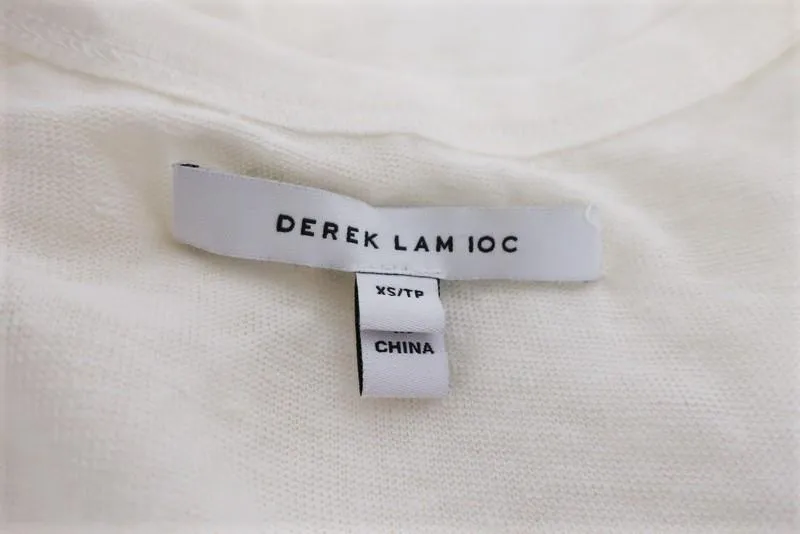 DEREK LAM 10C
XS/TP
CHINA